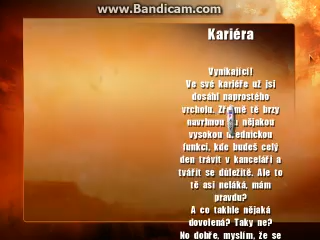 www.Bandicam.com
Kariéra
Vynikající!
Ve své kariéře už jsi
dosáhl naprostého
vrcholu. Zřejmě tě brzy
navrhnou na nějakou
vysokou úřednickou
funkci, kde budeš celý
den trávit v kanceláři a
tvářit se důležitě. Ale to
tě asi neláká, mám
pravdu?
A co takhle nějaká
dovolená? Taky ne?
No dobře, myslím, že se